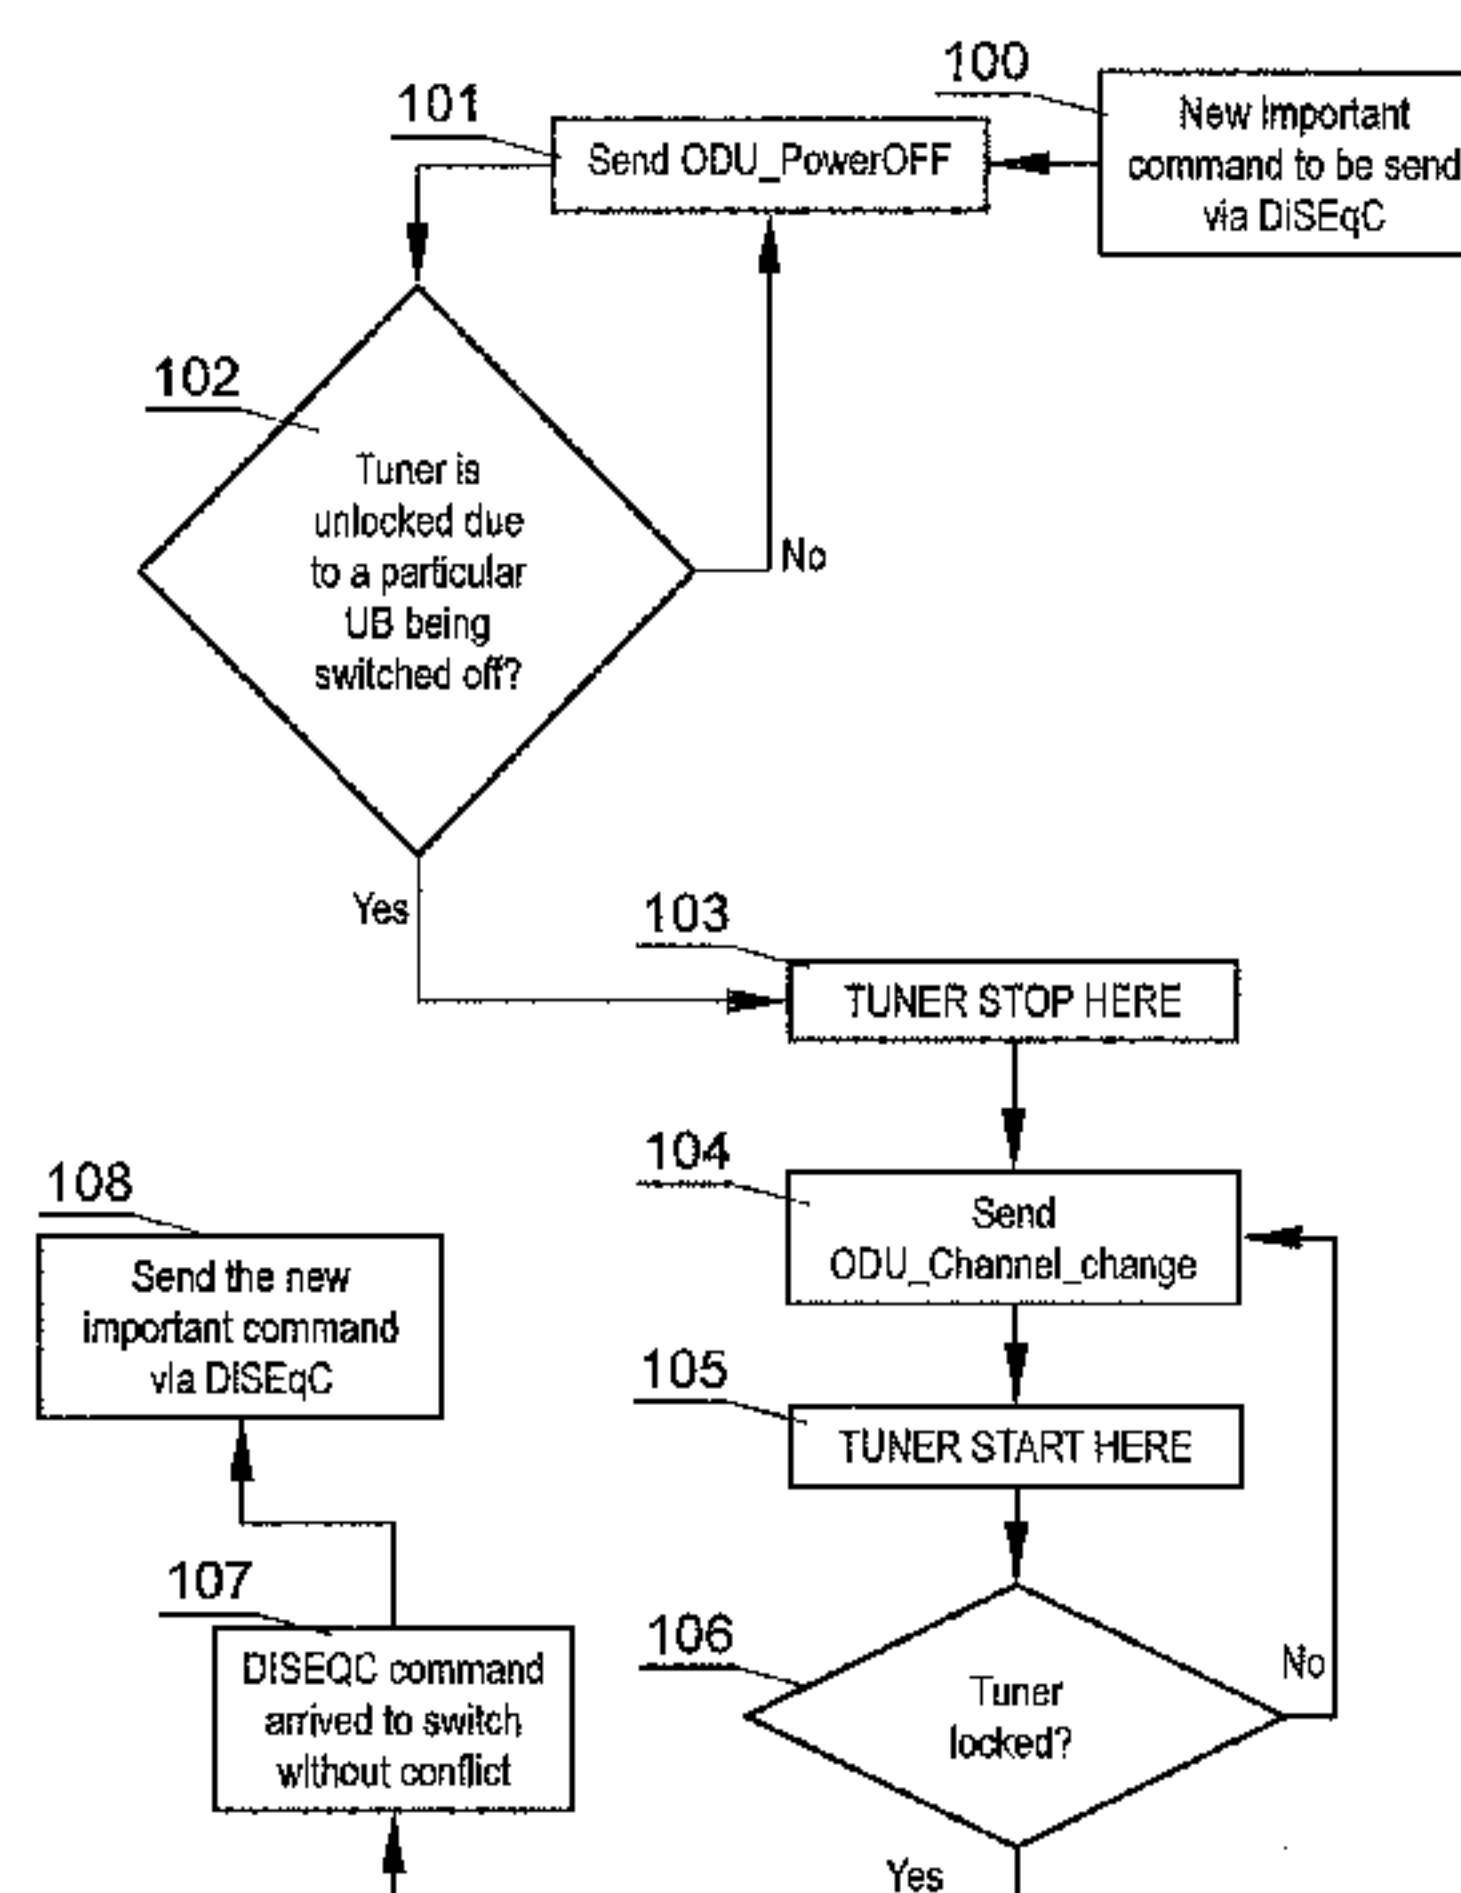 100
New Important
command to be send
via DiSEqC
101
Send ODU_PowerOFF
102
Tuner is
unlocked due
to a particular
UB being
switched off?
No
Yes
103
TUNER STOP HERE
104
Send
ODU_Channel_change
105
TUNER START HERE
106
Tuner
locked?
No
Yes
107
DISEQC command
arrived to switch
without conflict
108
Send the new
important command
via DISEqC